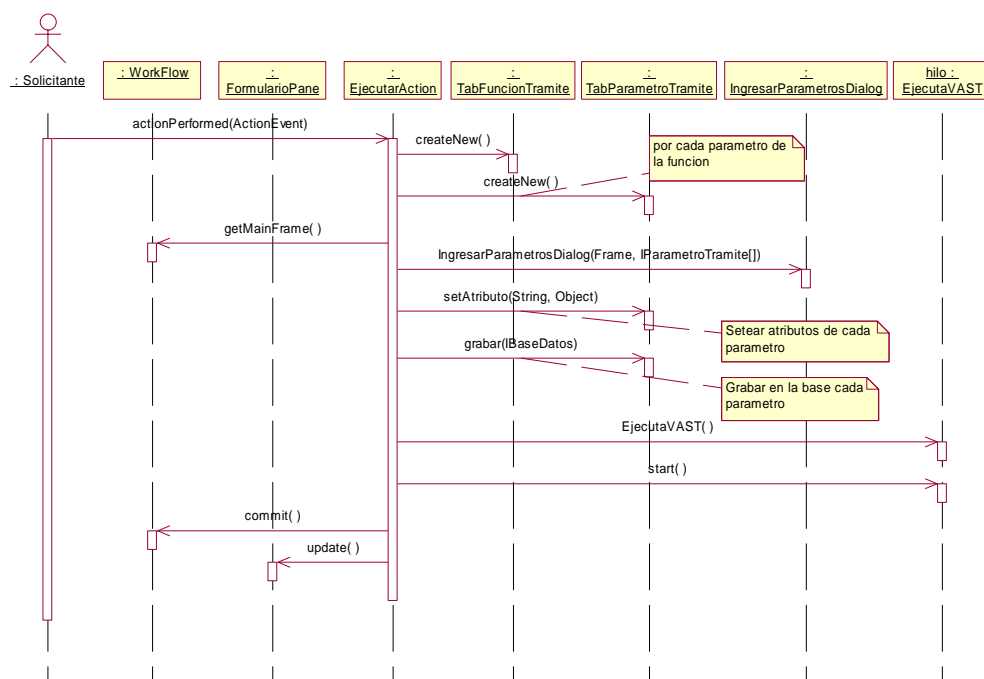 : Solicitante
: WorkFlow
:
FormularioPane
:
EjecutarAction
:
TabFuncionTramite
:
TabParametroTramite
:
IngresarParametrosDialog
hilo :
EjecutaVAST
actionPerformed(ActionEvent)
createNew( )
por cada parametro de
la funcion
createNew( )
getMainFrame( )
IngresarParametrosDialog(Frame, IParametroTramite[])
setAtributo(String, Object)
Setear atributos de cada
parametro
grabar(IBaseDatos)
Grabar en la base cada
parametro
EjecutaVAST( )
start( )
commit( )
update( )